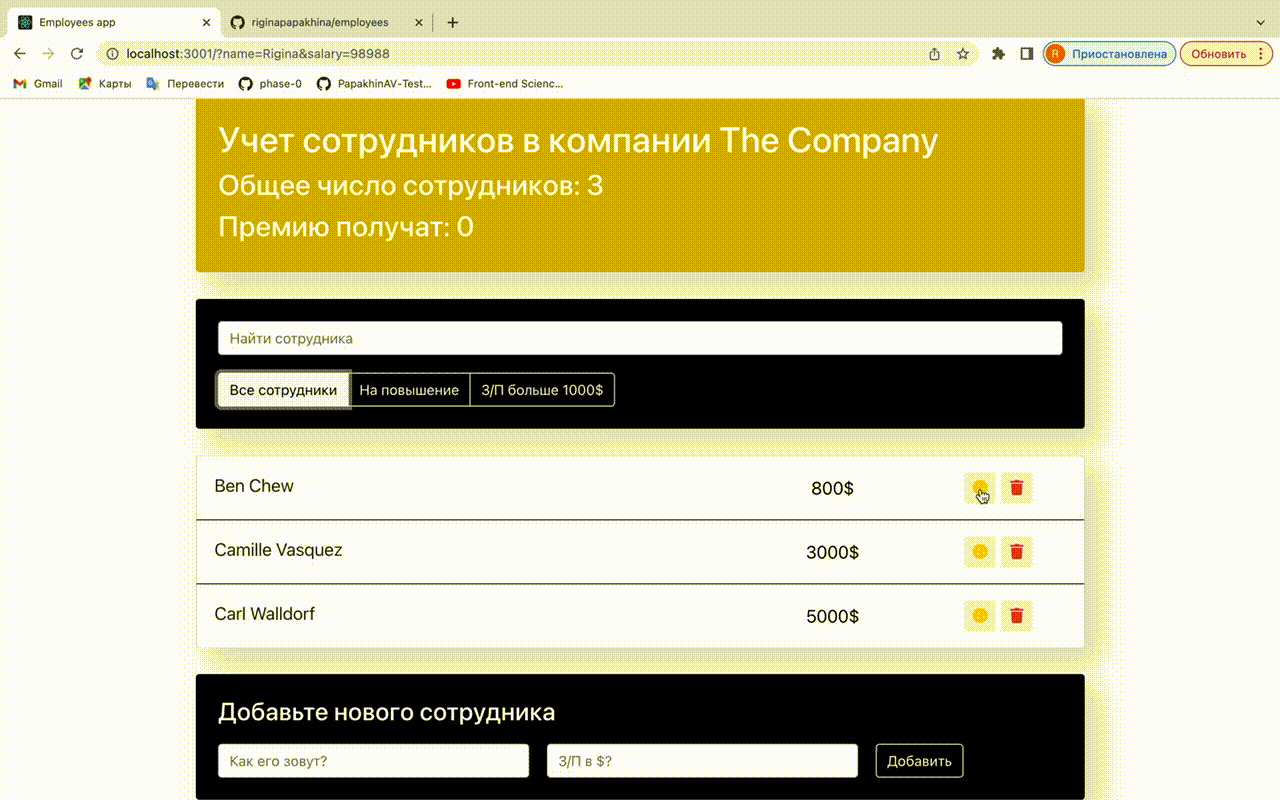 Employees app
riginapapakhina/employees
localhost:3001/?name=Rigina&salary=98988
R Приостановлена
Обновить
Gmail
Карты
Перевести
phase-0
PapakhinAV-Test...
Front-end Scienc...
Учет сотрудников в компании The Company
Общее число сотрудников: 3
Премию получат: 0
Найти сотрудника
Все сотрудники
На повышение
З/П больше 1000$
Ben Chew 800$
Camille Vasquez 3000$
Carl Walldorf 5000$
Добавьте нового сотрудника
Как его зовут?
З/П в $?
Добавить